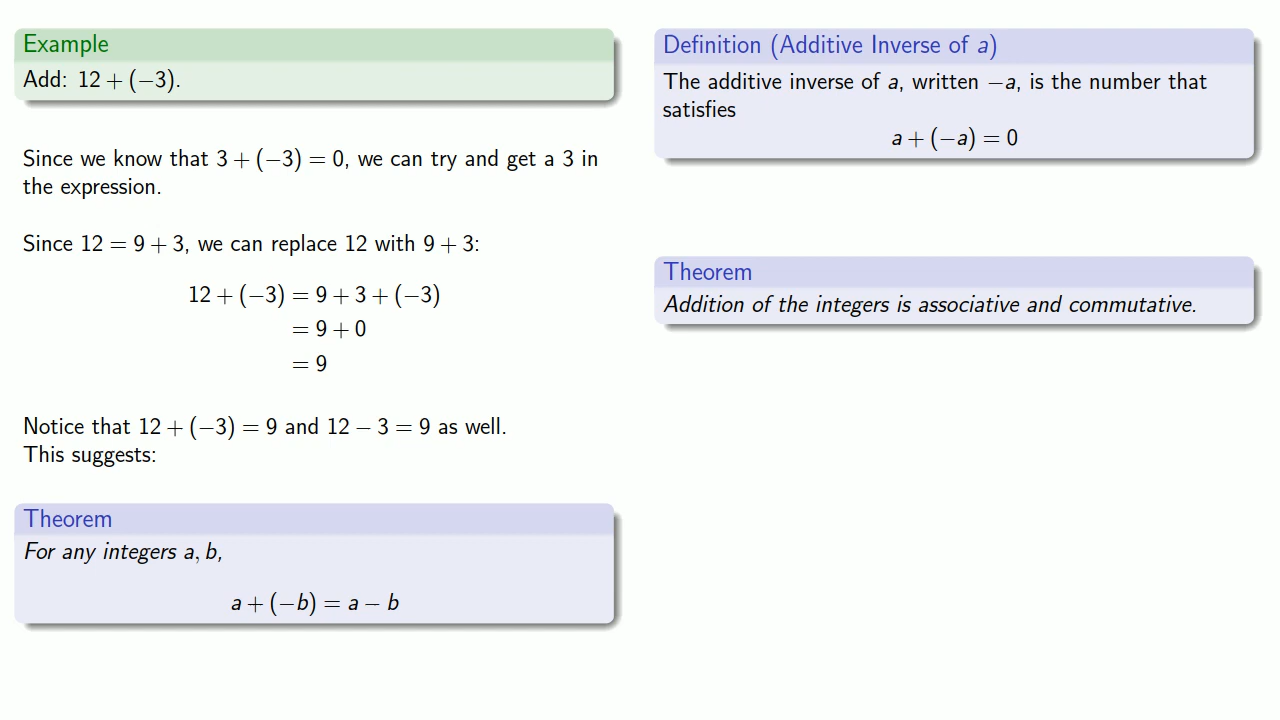 Example
Add: 12 + (−3).
Since we know that 3 + (−3) = 0, we can try and get a 3 in
the expression.
Since 12 = 9 + 3, we can replace 12 with 9 + 3:
12 + (−3) = 9 + 3 + (−3)
= 9 + 0
= 9
Notice that 12 + (−3) = 9 and 12 − 3 = 9 as well.
This suggests:
Theorem
For any integers a, b,
a + (−b) = a − b
Definition (Additive Inverse of a)
The additive inverse of a, written −a, is the number that
satisfies
a + (−a) = 0
Theorem
Addition of the integers is associative and commutative.